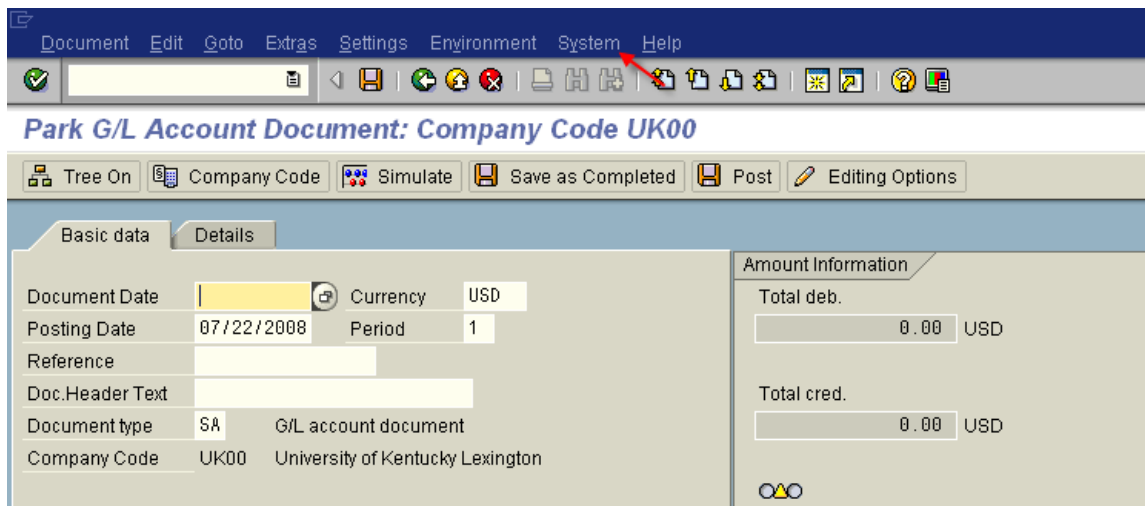 Document Edit Goto Extras Settings Environment System Help
Park G/L Account Document: Company Code UK00
Tree On Company Code Simulate Save as Completed Post Editing Options
Basic data Details
Amount Information
Document Date Currency USD Total deb.
Posting Date 07/22/2008 Period 1 0.00 USD
Reference
Doc.Header Text Total cred.
Document type SA G/L account document 0.00 USD
Company Code UK00 University of Kentucky Lexington